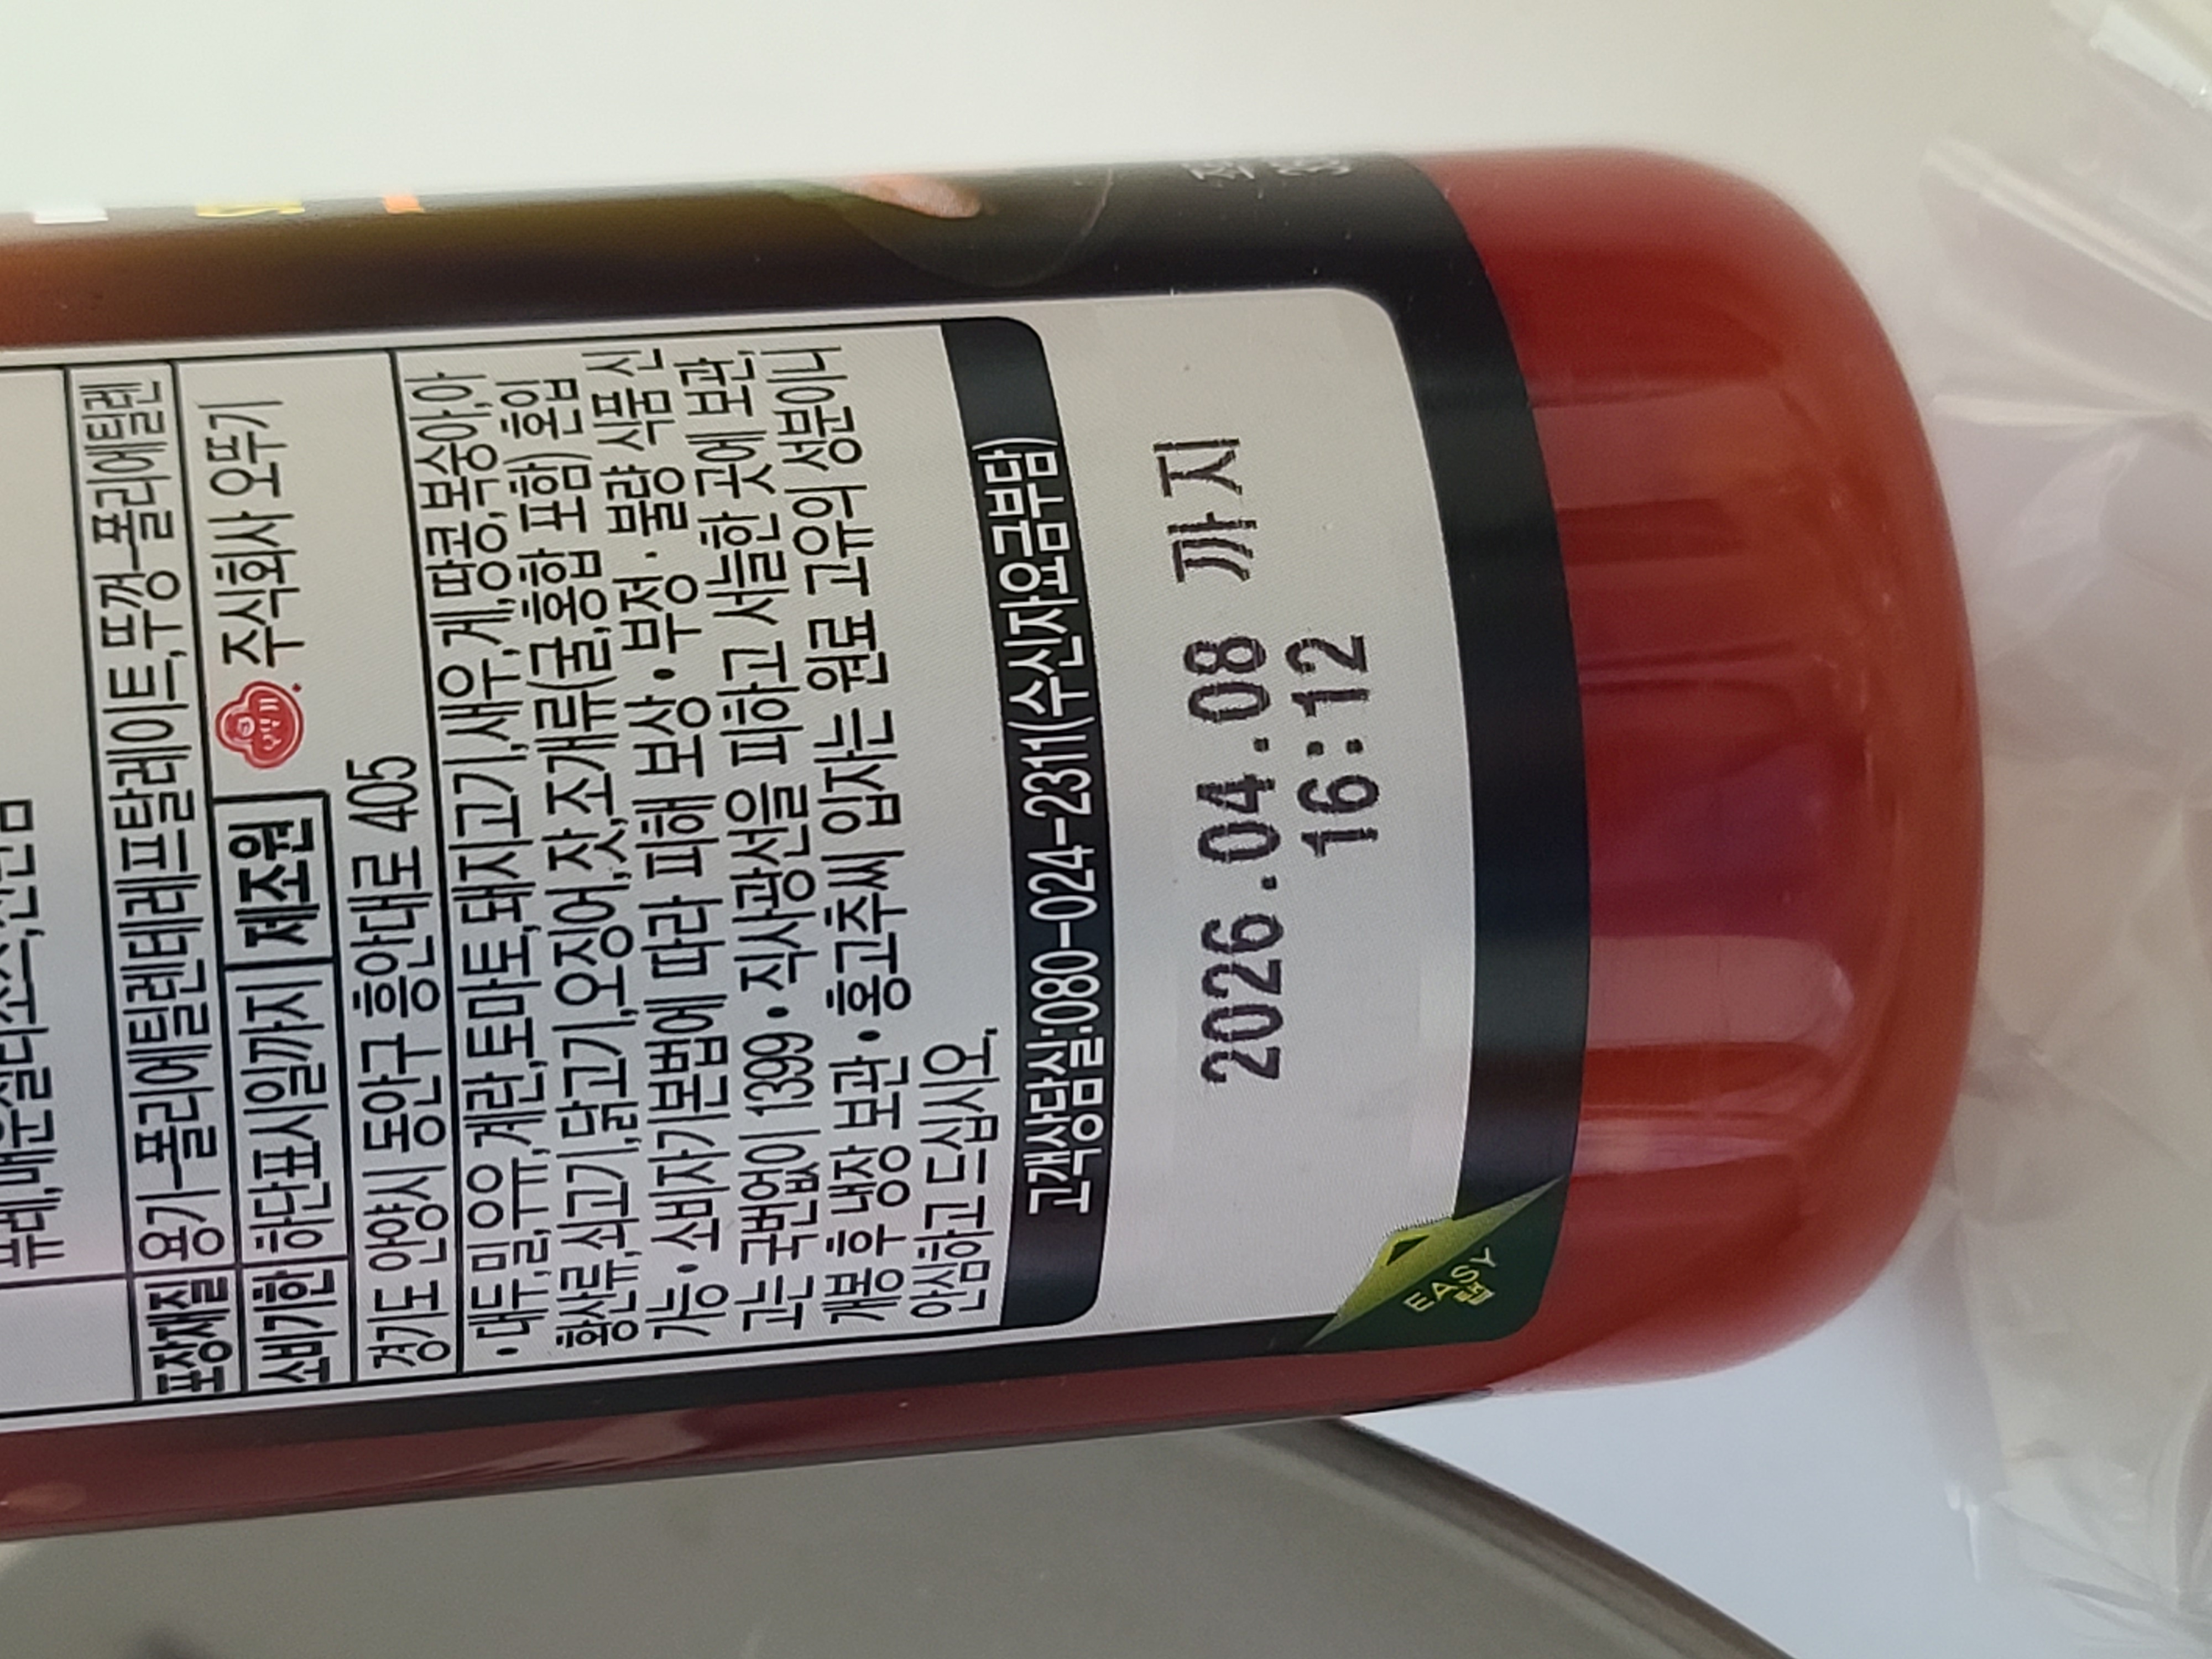 퓨레,매운칠리소스
포장재질 용기-폴리에틸렌테레프탈레이트,뚜껑-폴리에틸렌
소비기한 하단표시일까지 제조원 주식회사 오뚜기
경기도 안양시 동안구 흥안대로 405
• 대두,밀,우유,계란,토마토,돼지고기,새우,게,땅콩,복숭아,아
황산류,쇠고기,닭고기,오징어,잣,조개류(굴,홍합 포함) 혼입
가능 • 소비자기본법에 따라 피해 보상 • 부정·불량 식품 신
고는 국번없이 1399 • 직사광선을 피하고 서늘한 곳에 보관,
개봉 후 냉장 보관 • 홍고추씨 입자는 원료 고유의 성분이니
안심하고 드십시오.
고객상담실:080-024-2311(수신자요금부담)
2026.04.08 까지
16:12
EASY